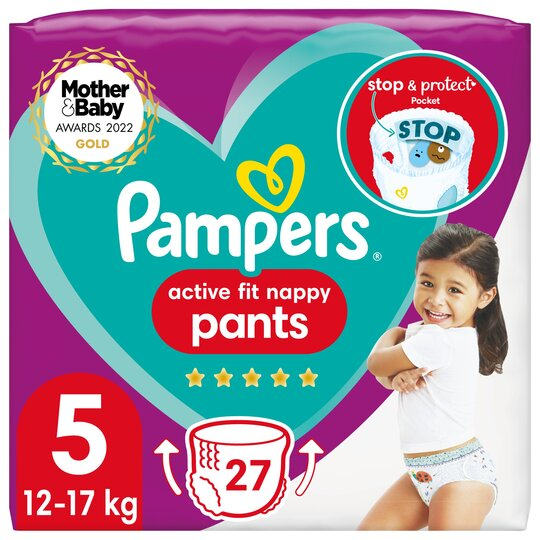 Mother
&Baby
AWARDS 2022
GOLD
stop & protect
Pocket
STOP
Pampers®
active fit nappy
pants
5
12-17 kg
27